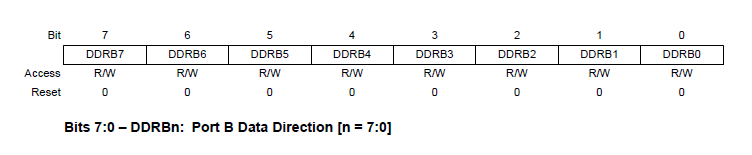 Bit 7 6 5 4 3 2 1 0
DDRB7 DDRB6 DDRB5 DDRB4 DDRB3 DDRB2 DDRB1 DDRB0
Access R/W R/W R/W R/W R/W R/W R/W R/W
Reset 0 0 0 0 0 0 0 0
Bits 7:0 – DDRBn: Port B Data Direction [n = 7:0]